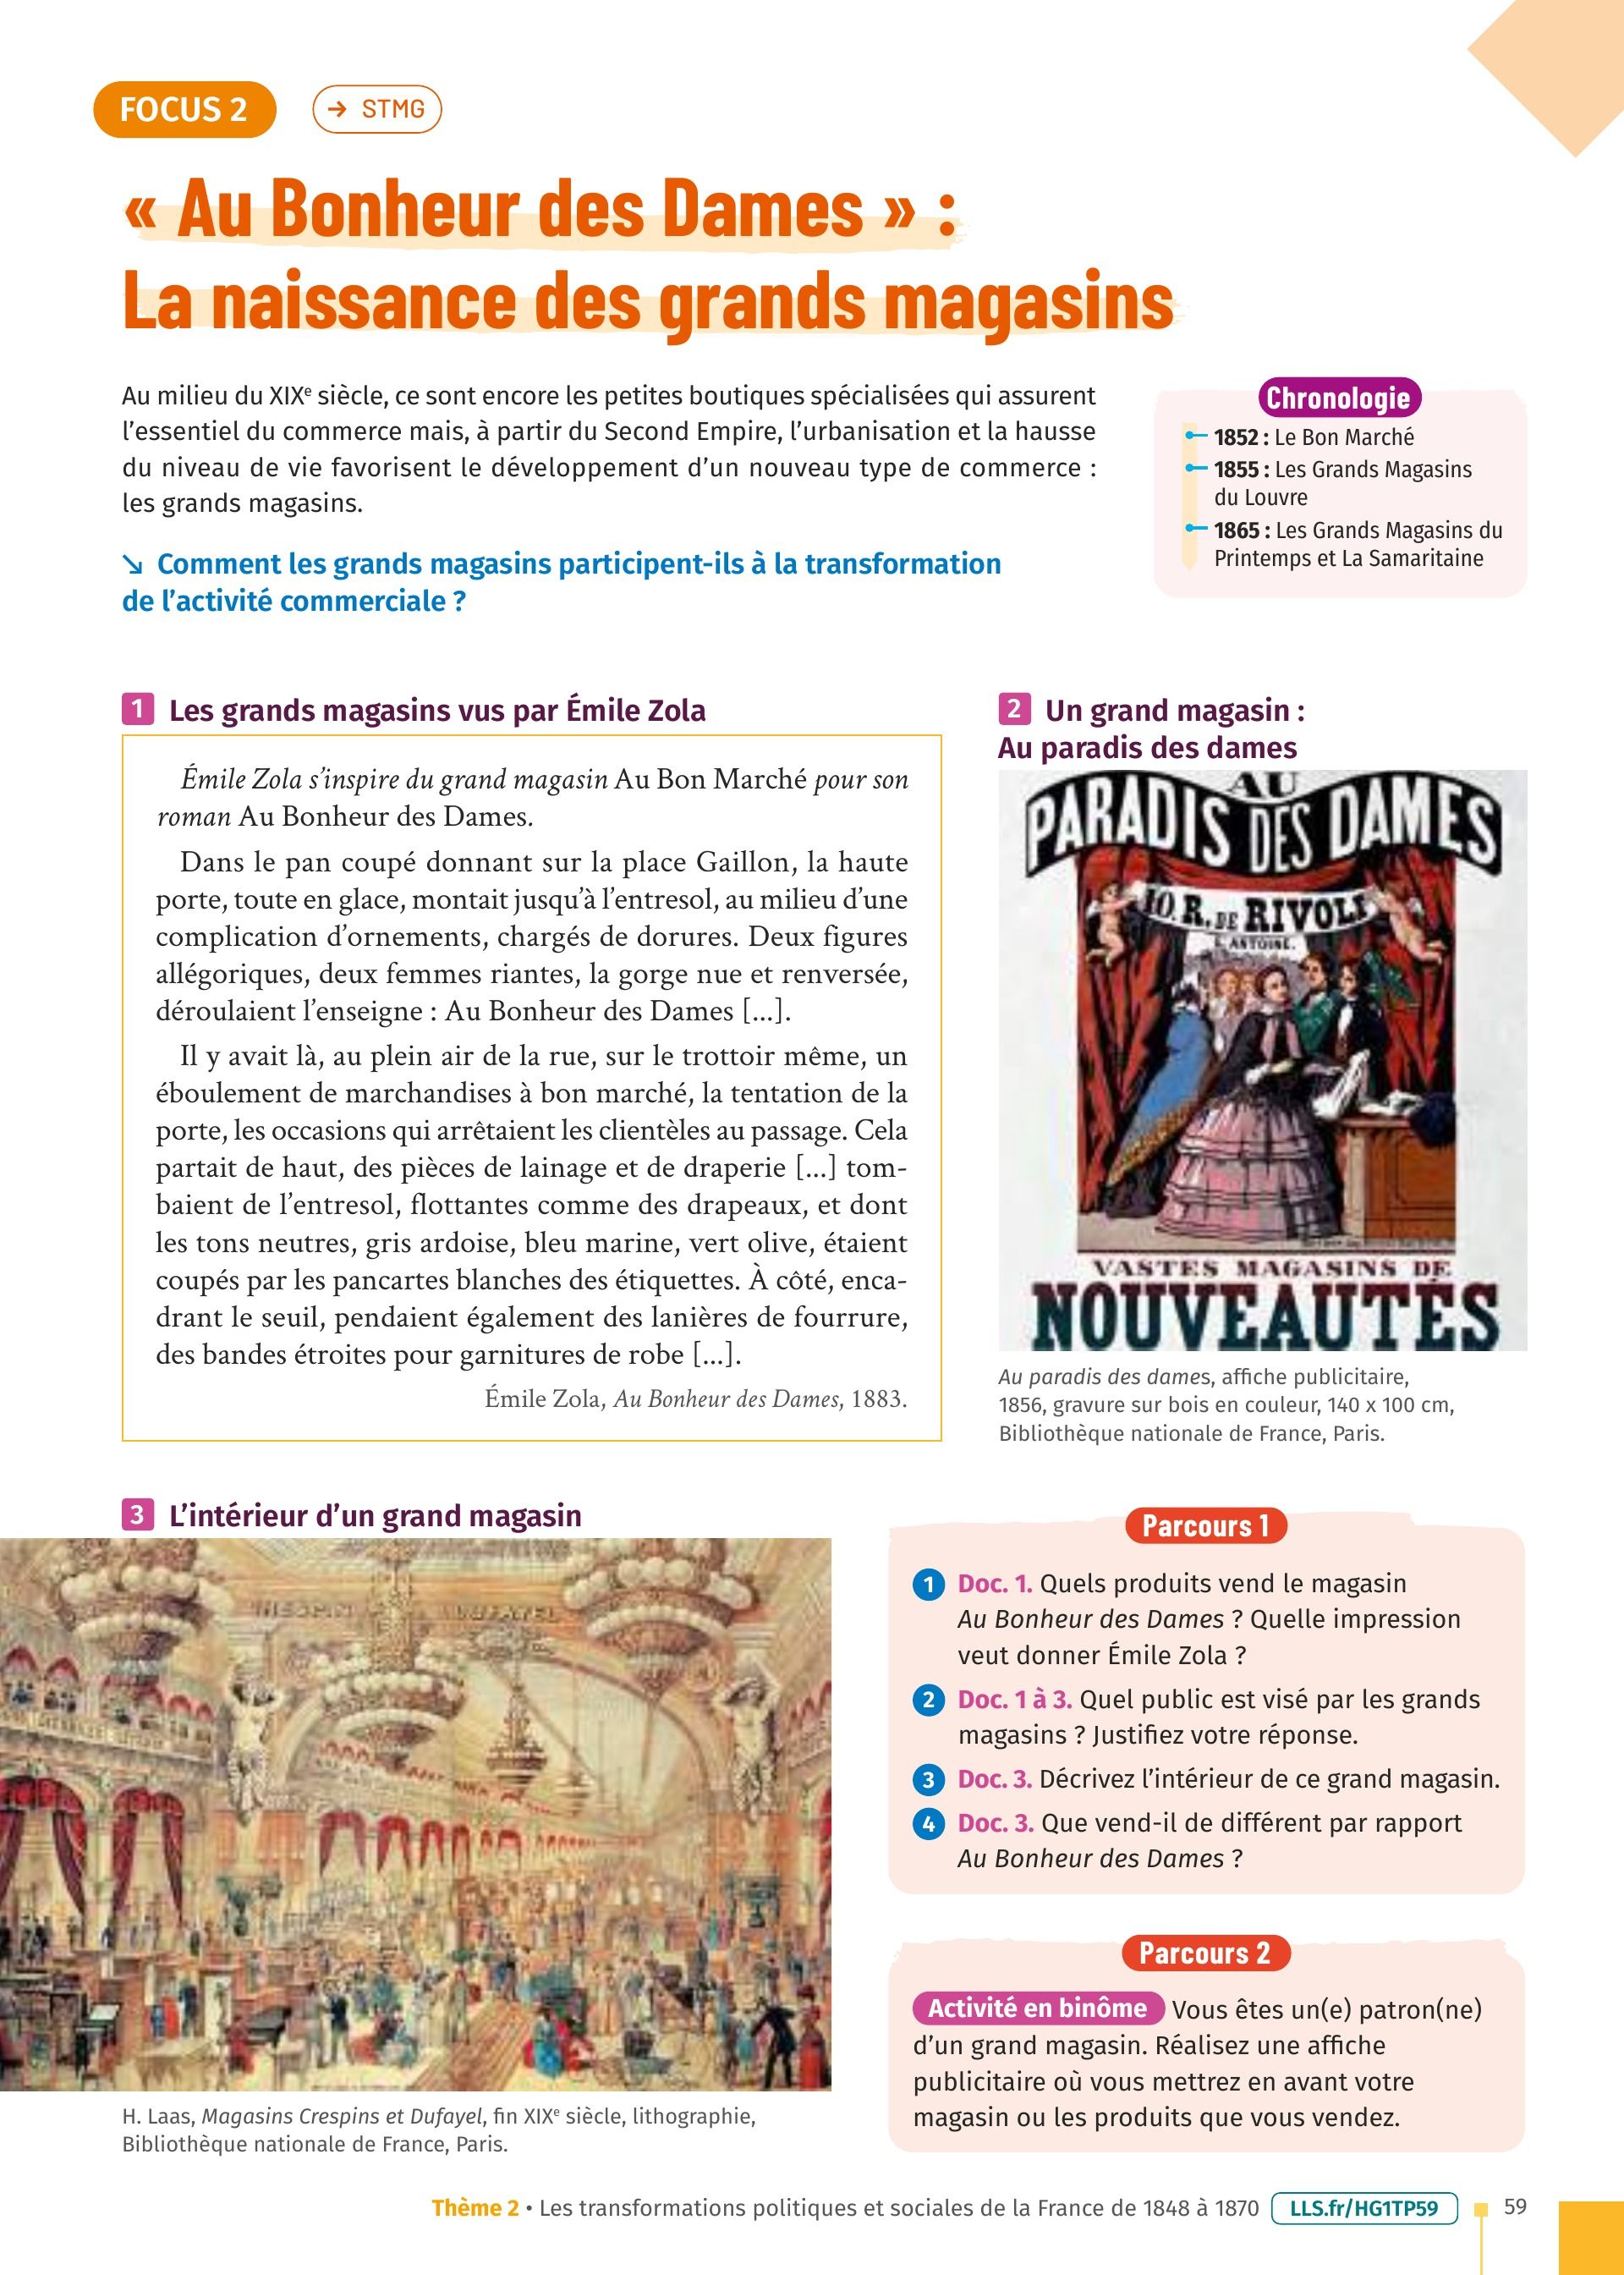 FOCUS 2
→ STMG
« Au Bonheur des Dames » :
La naissance des grands magasins
Au milieu du XIXe siècle, ce sont encore les petites boutiques spécialisées qui assurent
l’essentiel du commerce mais, à partir du Second Empire, l’urbanisation et la hausse
du niveau de vie favorisent le développement d’un nouveau type de commerce :
les grands magasins.
↘ Comment les grands magasins participent-ils à la transformation
de l’activité commerciale ?
Chronologie
1852 : Le Bon Marché
1855 : Les Grands Magasins
du Louvre
1865 : Les Grands Magasins du
Printemps et La Samaritaine
1 Les grands magasins vus par Émile Zola
Émile Zola s’inspire du grand magasin Au Bon Marché pour son
roman Au Bonheur des Dames.
Dans le pan coupé donnant sur la place Gaillon, la haute
porte, toute en glace, montait jusqu’à l’entresol, au milieu d’une
complication d’ornements, chargés de dorures. Deux figures
allégoriques, deux femmes riantes, la gorge nue et renversée,
déroulaient l’enseigne : Au Bonheur des Dames [...].
Il y avait là, au plein air de la rue, sur le trottoir même, un
éboulement de marchandises à bon marché, la tentation de la
porte, les occasions qui arrêtaient les clientèles au passage. Cela
partait de haut, des pièces de lainage et de draperie [...] tom-
baient de l’entresol, flottantes comme des drapeaux, et dont
les tons neutres, gris ardoise, bleu marine, vert olive, étaient
coupés par les pancartes blanches des étiquettes. À côté, enca-
drant le seuil, pendaient également des lanières de fourrure,
des bandes étroites pour garnitures de robe [...].
Émile Zola, Au Bonheur des Dames, 1883.
2 Un grand magasin :
Au paradis des dames
AU
PARADIS DES DAMES
10. R. DE RIVOLI
ANTOINE.
VASTES MAGASINS DE
NOUVEAUTÉS
Au paradis des dames, affiche publicitaire,
1856, gravure sur bois en couleur, 140 x 100 cm,
Bibliothèque nationale de France, Paris.
3 L’intérieur d’un grand magasin
DUFAYEL
H. Laas, Magasins Crespins et Dufayel, fin XIXe siècle, lithographie,
Bibliothèque nationale de France, Paris.
Parcours 1
1 Doc. 1. Quels produits vend le magasin
Au Bonheur des Dames ? Quelle impression
veut donner Émile Zola ?
2 Doc. 1 à 3. Quel public est visé par les grands
magasins ? Justifiez votre réponse.
3 Doc. 3. Décrivez l’intérieur de ce grand magasin.
4 Doc. 3. Que vend-il de différent par rapport
Au Bonheur des Dames ?
Parcours 2
Activité en binôme Vous êtes un(e) patron(ne)
d’un grand magasin. Réalisez une affiche
publicitaire où vous mettrez en avant votre
magasin ou les produits que vous vendez.
Thème 2 • Les transformations politiques et sociales de la France de 1848 à 1870 LLS.fr/HG1TP59 59